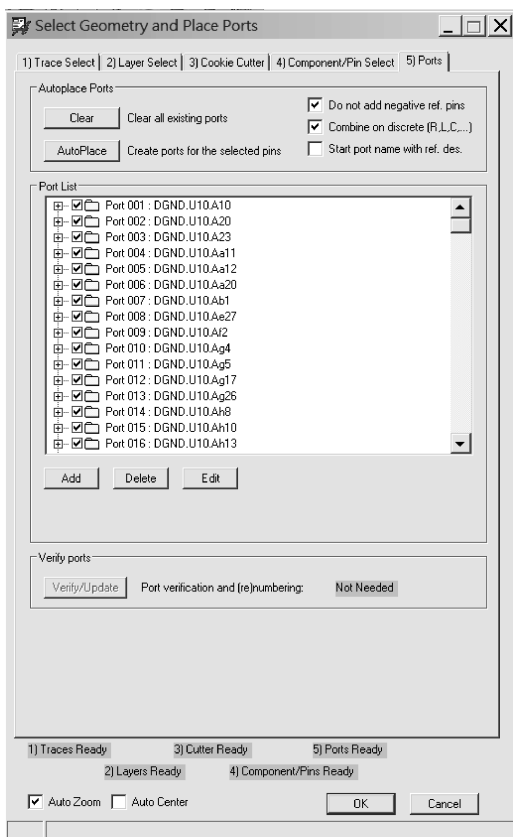 Select Geometry and Place Ports
1) Trace Select 2) Layer Select 3) Cookie Cutter 4) Component/Pin Select 5) Ports
Autoplace Ports
Clear Clear all existing ports
AutoPlace Create ports for the selected pins
Do not add negative ref. pins
Combine on discrete (R,L,C,...)
Start port name with ref. des.
Port List
Port 001 : DGND.U10.A10
Port 002 : DGND.U10.A20
Port 003 : DGND.U10.A23
Port 004 : DGND.U10.Aa11
Port 005 : DGND.U10.Aa12
Port 006 : DGND.U10.Aa20
Port 007 : DGND.U10.Ab1
Port 008 : DGND.U10.Ae27
Port 009 : DGND.U10.Af2
Port 010 : DGND.U10.Ag4
Port 011 : DGND.U10.Ag5
Port 012 : DGND.U10.Ag17
Port 013 : DGND.U10.Ag26
Port 014 : DGND.U10.Ah8
Port 015 : DGND.U10.Ah10
Port 016 : DGND.U10.Ah13
Add Delete Edit
Verify ports
Verify/Update Port verification and (re)numbering: Not Needed
1) Traces Ready 3) Cutter Ready 5) Ports Ready
2) Layers Ready 4) Component/Pins Ready
Auto Zoom Auto Center OK Cancel